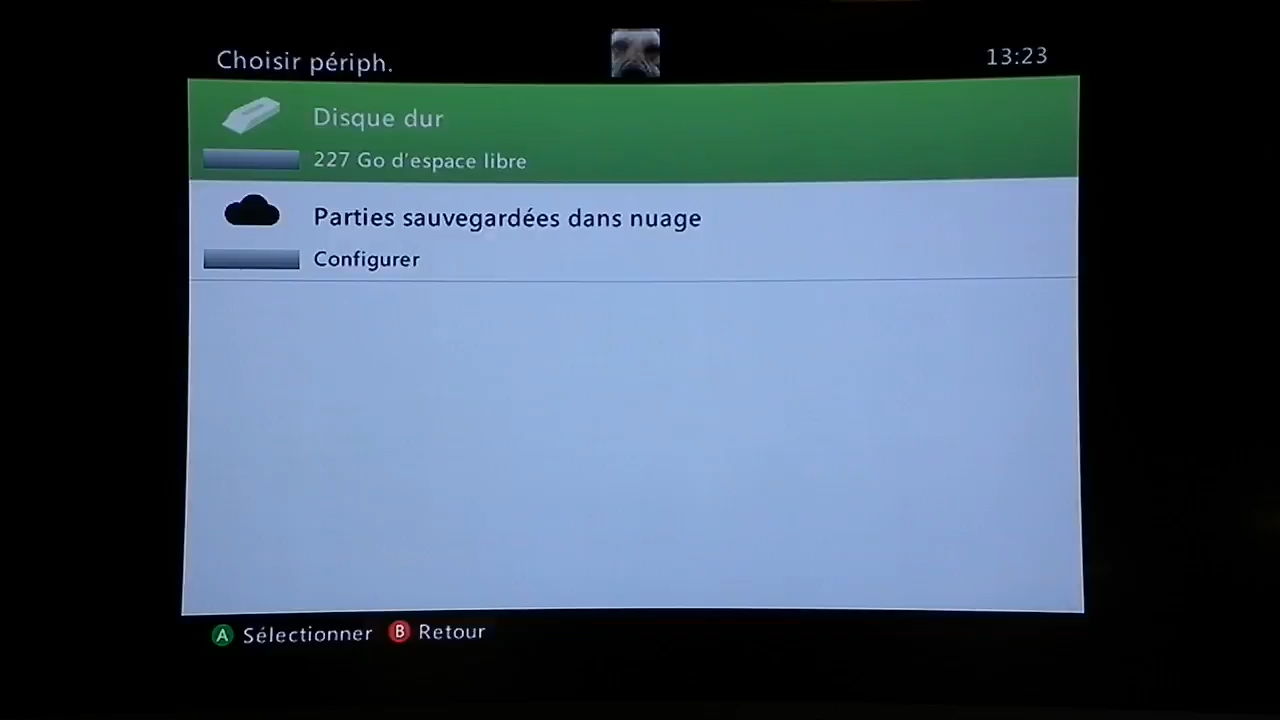 Choisir périph.
13:23
Disque dur
227 Go d'espace libre
Parties sauvegardées dans nuage
Configurer
A Sélectionner B Retour